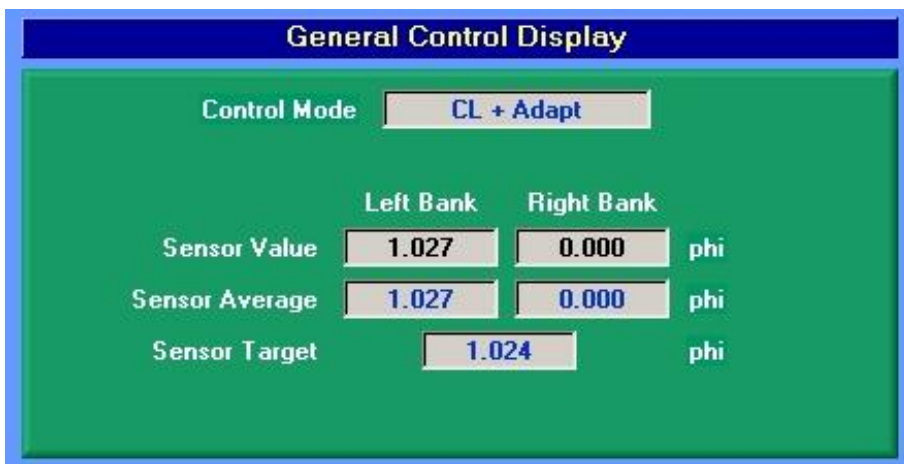 General Control Display
Control Mode CL + Adapt
Left Bank Right Bank
Sensor Value 1.027 0.000 phi
Sensor Average 1.027 0.000 phi
Sensor Target 1.024 phi